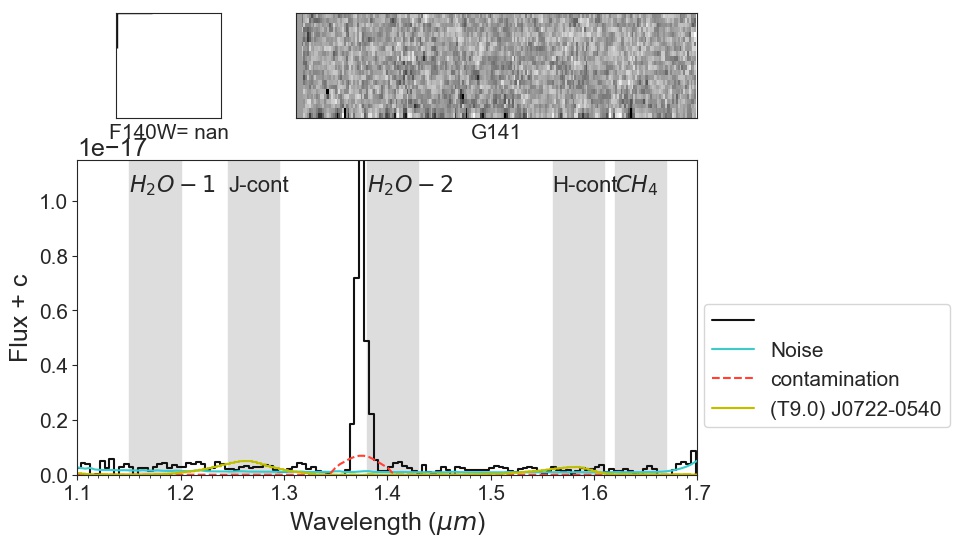 F140W= nan
G141
1e−17
H₂O − 1 J-cont H₂O − 2 H-cont CH₄
1.0
0.8
0.6
0.4
0.2
0.0
Flux + c
1.1 1.2 1.3 1.4 1.5 1.6 1.7
Wavelength (μm)
Noise
contamination
(T9.0) J0722-0540